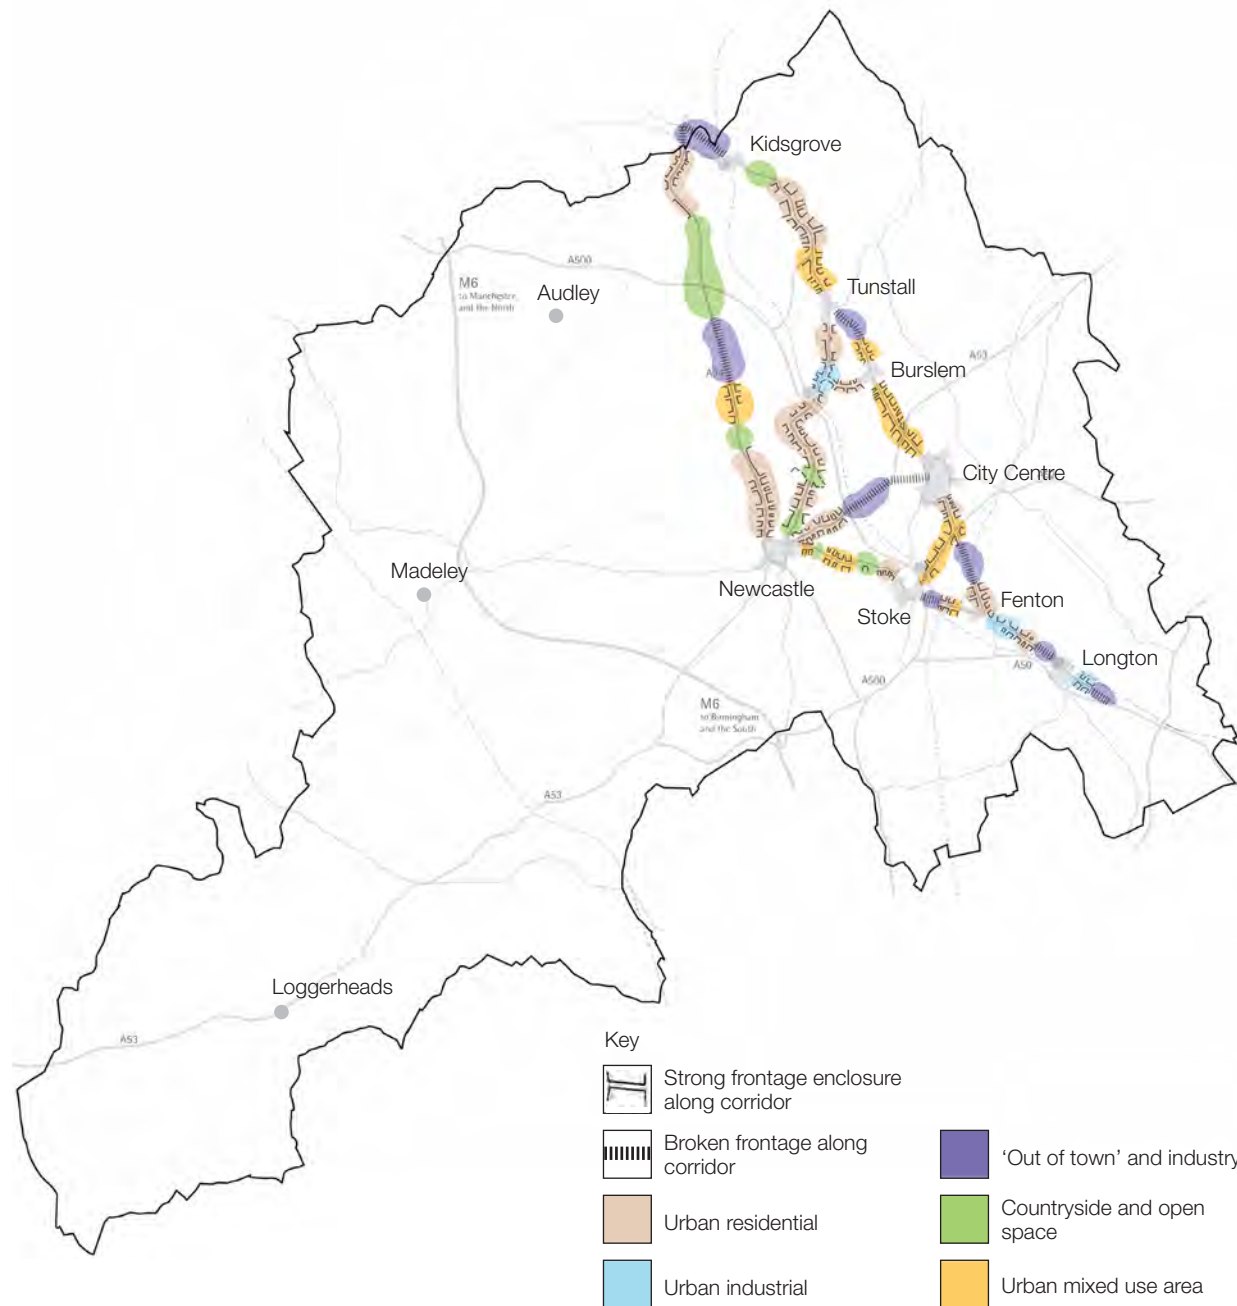 Kidsgrove
A500
M6
to Manchester
and the North
Audley
Tunstall
A53
Burslem
A34
City Centre
Madeley
Newcastle
Fenton
Stoke
Longton
A50
A500
M6
to Birmingham
and the South
A53
Loggerheads
A53
Key
Strong frontage enclosure
along corridor
Broken frontage along
corridor
'Out of town' and industry
Urban residential
Countryside and open
space
Urban industrial
Urban mixed use area